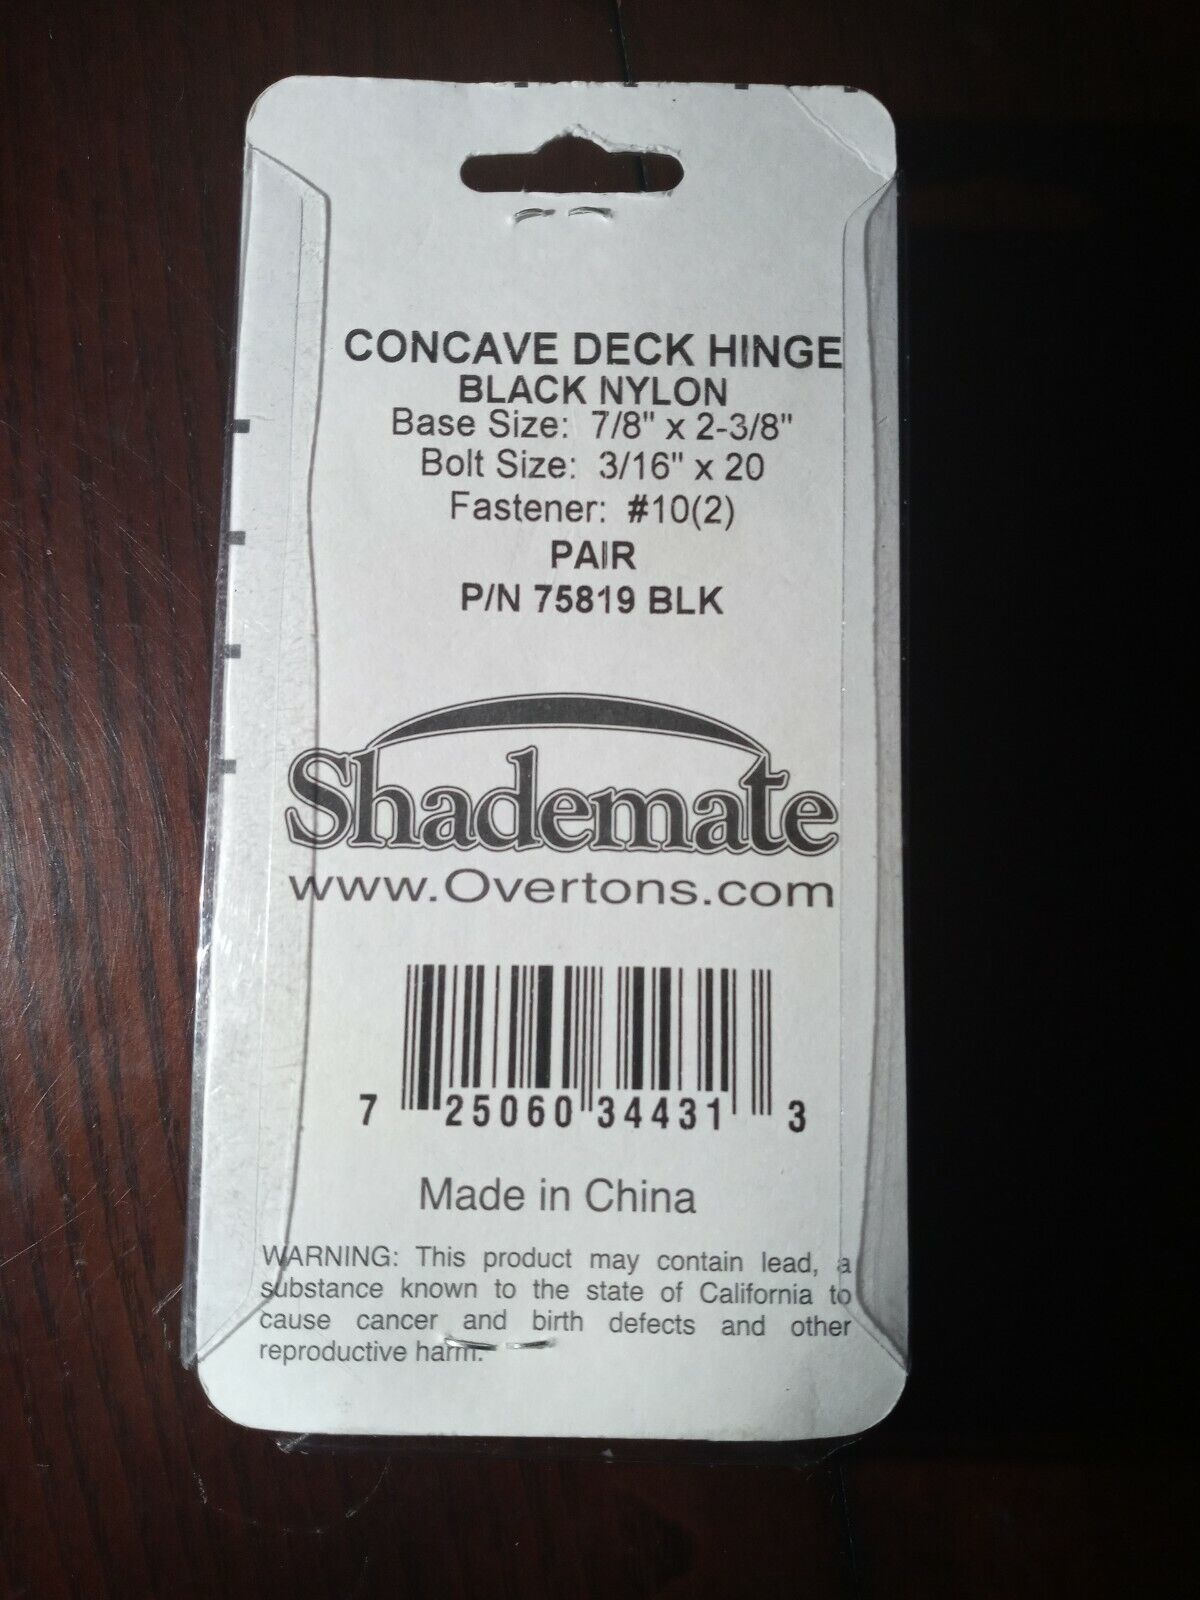 CONCAVE DECK HINGE
BLACK NYLON
Base Size: 7/8" x 2-3/8"
Bolt Size: 3/16" x 20
Fastener: #10(2)
PAIR
P/N 75819 BLK
Shademate
www.Overtons.com
7 25060 34431 3
Made in China
WARNING: This product may contain lead, a
substance known to the state of California to
cause cancer and birth defects and other
reproductive harm.